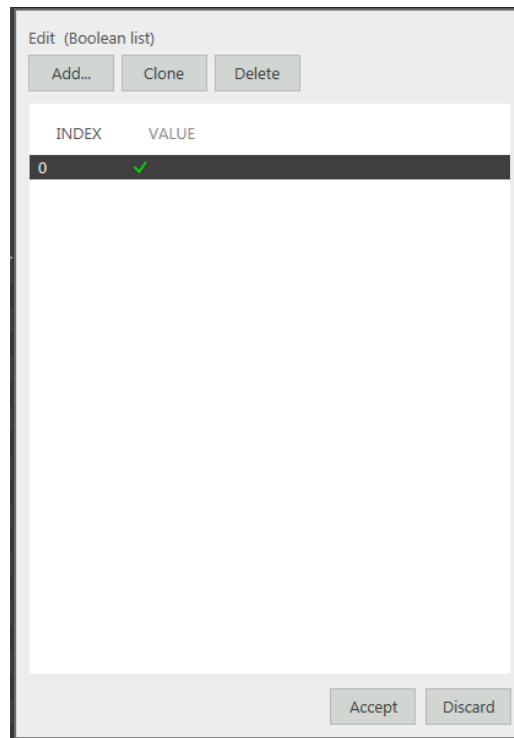 Edit (Boolean list)
Add... Clone Delete
INDEX VALUE
0
Accept Discard